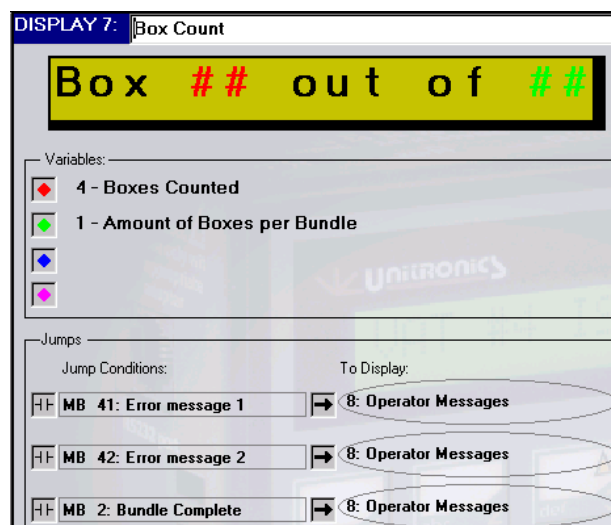 DISPLAY 7: Box Count
Box ## out of ##
Variables:
4 - Boxes Counted
1 - Amount of Boxes per Bundle
UNITRONICS
Jumps
Jump Conditions: To Display:
MB 41: Error message 1 8: Operator Messages
MB 42: Error message 2 8: Operator Messages
MB 2: Bundle Complete 8: Operator Messages